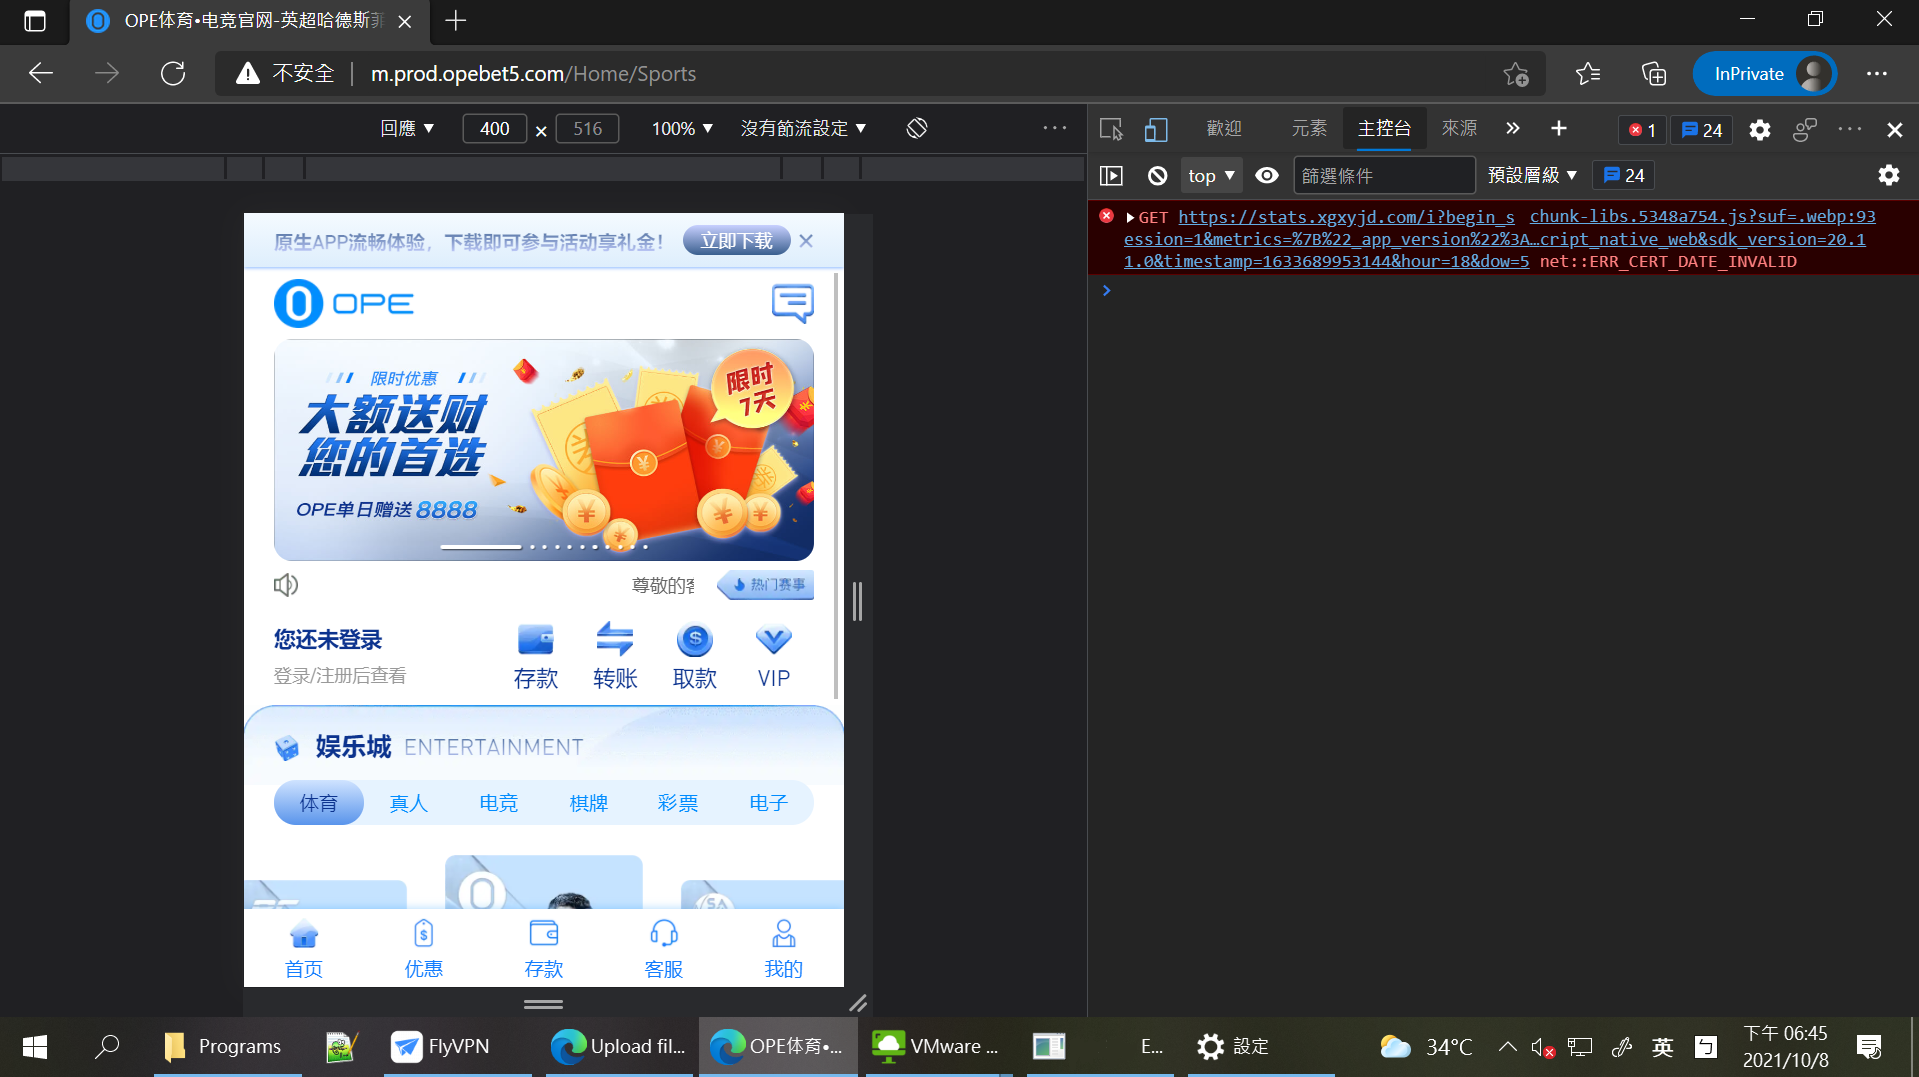 OPE体育•电竞官网-英超哈德斯菲
不安全
m.prod.opebet5.com/Home/Sports
InPrivate
回應 400 × 516 100% 沒有節流設定
歡迎 元素 主控台 來源 1 24
top 篩選條件 預設層級 24
GET https://stats.xgxyjd.com/i?begin_s chunk-libs.5348a754.js?suf=.webp:93
ession=1&metrics=%7B%22_app_version%22%3A…cript_native_web&sdk_version=20.1
1.0&timestamp=1633689953144&hour=18&dow=5 net::ERR_CERT_DATE_INVALID
原生APP流畅体验，下载即可参与活动享礼金！ 立即下载
OPE
限时优惠
大额送财
您的首选
OPE单日赠送 8888
限时
7天
尊敬的客
热门赛事
您还未登录
登录/注册后查看
存款 转账 取款 VIP
娱乐城 ENTERTAINMENT
体育 真人 电竞 棋牌 彩票 电子
SA
首页 优惠 存款 客服 我的
Programs FlyVPN Upload fil... OPE体育•... VMware ... E... 設定 34°C 英 ㄅ
下午 06:45
2021/10/8